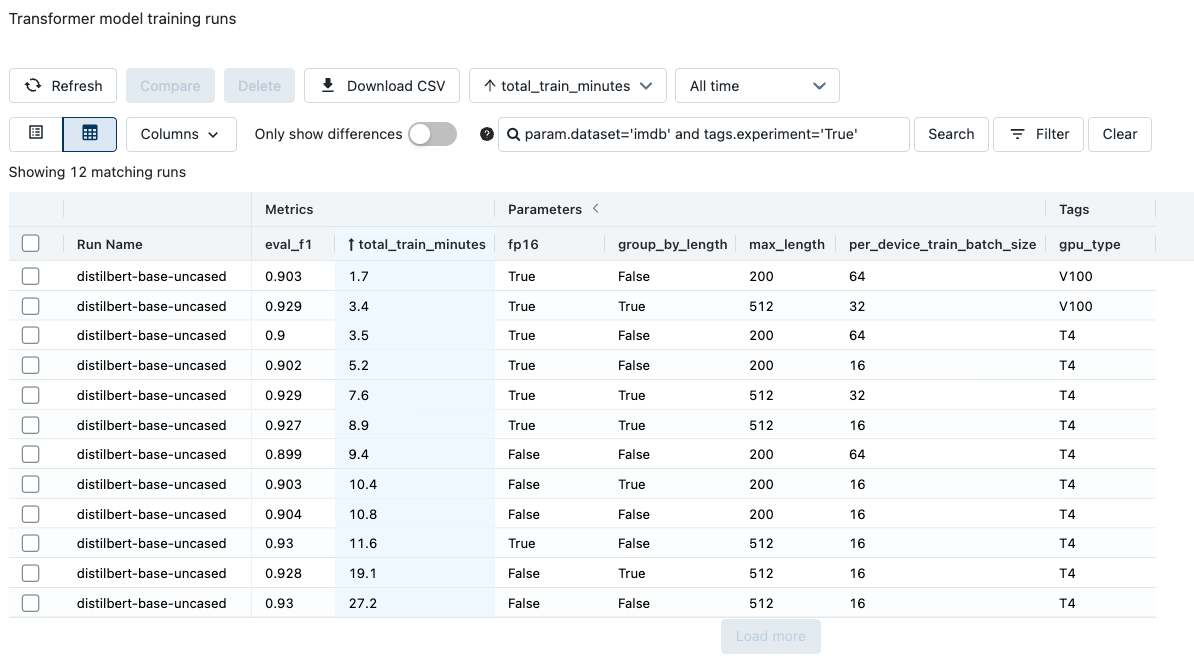 Transformer model training runs
Refresh Compare Delete Download CSV ↑ total_train_minutes All time
Columns Only show differences ? param.dataset='imdb' and tags.experiment='True' Search Filter Clear
Showing 12 matching runs
Metrics Parameters Tags
Run Name eval_f1 ↑ total_train_minutes fp16 group_by_length max_length per_device_train_batch_size gpu_type
distilbert-base-uncased 0.903 1.7 True False 200 64 V100
distilbert-base-uncased 0.929 3.4 True True 512 32 V100
distilbert-base-uncased 0.9 3.5 True False 200 64 T4
distilbert-base-uncased 0.902 5.2 True False 200 16 T4
distilbert-base-uncased 0.929 7.6 True True 512 32 T4
distilbert-base-uncased 0.927 8.9 True True 512 16 T4
distilbert-base-uncased 0.899 9.4 False False 200 64 T4
distilbert-base-uncased 0.903 10.4 False True 200 16 T4
distilbert-base-uncased 0.904 10.8 False False 200 16 T4
distilbert-base-uncased 0.93 11.6 True False 512 16 T4
distilbert-base-uncased 0.928 19.1 False True 512 16 T4
distilbert-base-uncased 0.93 27.2 False False 512 16 T4
Load more